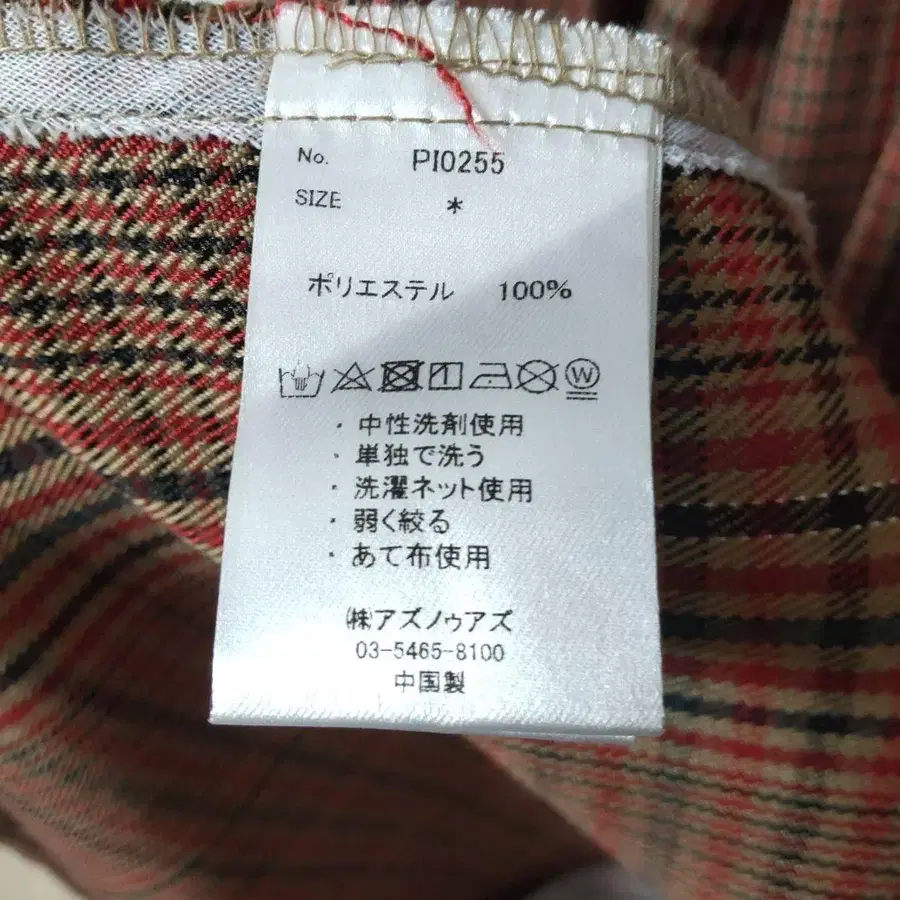 No. PI0255
SIZE *
ポリエステル 100%
W
・中性洗剤使用
・単独で洗う
・洗濯ネット使用
・弱く絞る
・あて布使用
㈱アズノゥアズ
03-5465-8100
中国製